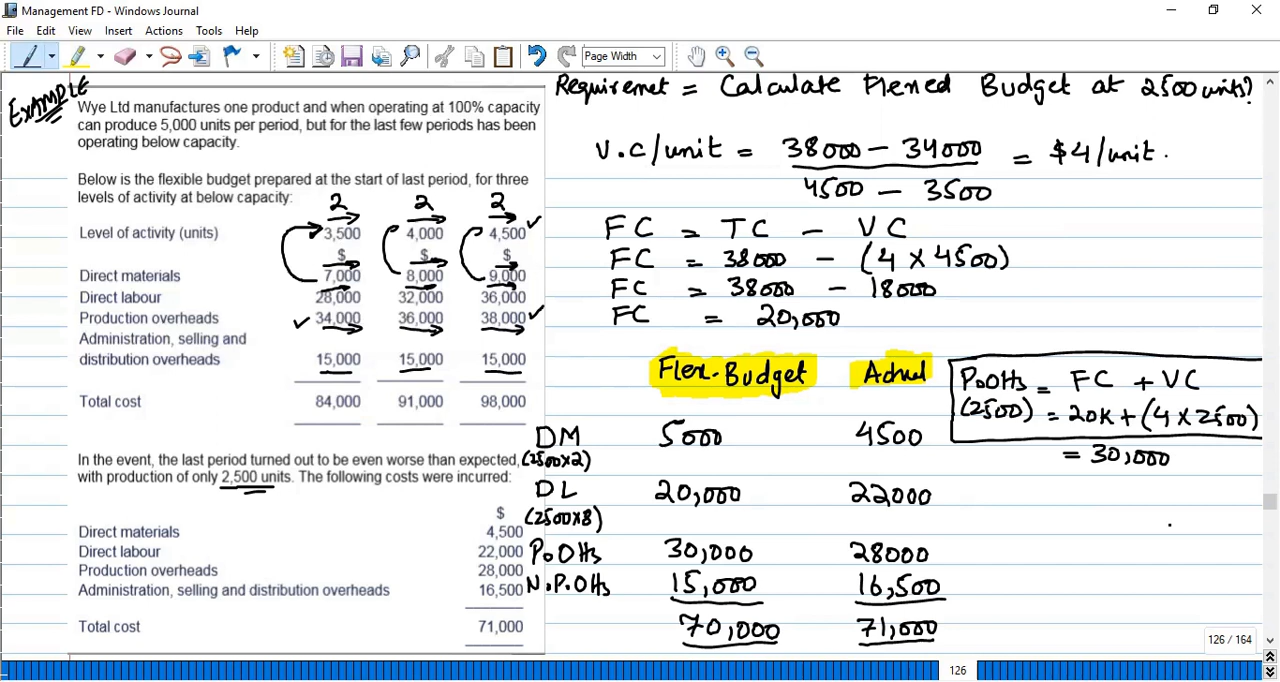 Management FD - Windows Journal
File Edit View Insert Actions Tools Help
Page Width
EXAMPLE
Wye Ltd manufactures one product and when operating at 100% capacity
can produce 5,000 units per period, but for the last few periods has been
operating below capacity.
Below is the flexible budget prepared at the start of last period, for three
levels of activity at below capacity:
2 2 2
Level of activity (units) 3,500 4,000 4,500
$ $ $
Direct materials 7,000 8,000 9,000
Direct labour 28,000 32,000 36,000
Production overheads 34,000 36,000 38,000
Administration, selling and
distribution overheads 15,000 15,000 15,000
Total cost 84,000 91,000 98,000
In the event, the last period turned out to be even worse than expected,
with production of only 2,500 units. The following costs were incurred:
$
Direct materials 4,500
Direct labour 22,000
Production overheads 28,000
Administration, selling and distribution overheads 16,500
Total cost 71,000
Requiremet = Calculate Flexed Budget at 2500 units?
V.C/unit = 38000 - 34000 = $4/unit.
4500 - 3500
FC = TC - VC
FC = 38000 - (4 x 4500)
FC = 38000 - 18000
FC = 20,000
Flex. Budget Actual
DM 5000 4500
(2500x2)
DL 20,000 22000
(2500x8)
P.OHs 30,000 28000
N.P.OHs 15,000 16,500
70,000 71,000
P.OHs = FC + VC
(2500) = 20K + (4 x 2500)
= 30,000
126 / 164
126